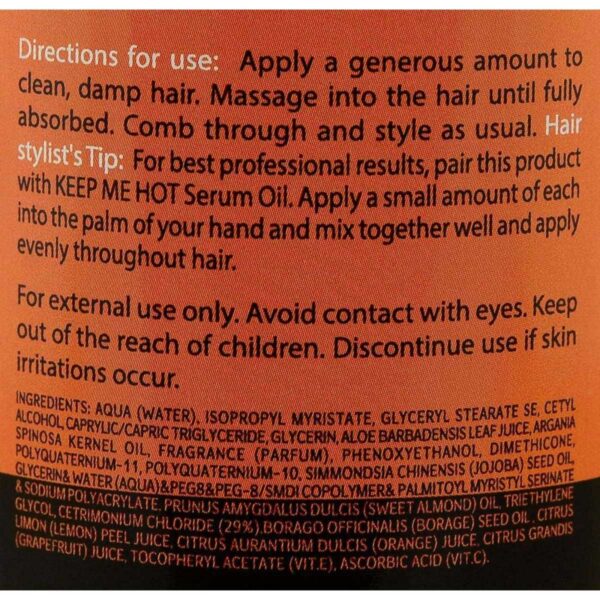 Directions for use: Apply a generous amount to
clean, damp hair. Massage into the hair until fully
absorbed. Comb through and style as usual. Hair
stylist's Tip: For best professional results, pair this product
with KEEP ME HOT Serum Oil. Apply a small amount of each
into the palm of your hand and mix together well and apply
evenly throughout hair.
For external use only. Avoid contact with eyes. Keep
out of the reach of children. Discontinue use if skin
irritations occur.
INGREDIENTS: AQUA (WATER), ISOPROPYL MYRISTATE, GLYCERYL STEARATE SE, CETYL
ALCOHOL, CAPRYLIC/CAPRIC TRIGLYCERIDE, GLYCERIN, ALOE BARBADENSIS LEAF JUICE, ARGANIA
SPINOSA KERNEL OIL, FRAGRANCE (PARFUM), PHENOXYETHANOL, DIMETHICONE,
POLYQUATERNIUM-11, POLYQUATERNIUM-10, SIMMONDSIA CHINENSIS (JOJOBA) SEED OIL,
GLYCERIN& WATER (AQUA)&PEG8&PEG-8/SMDI COPOLYMER& PALMITOYL MYRISTYL SERINATE
& SODIUM POLYACRYLATE, PRUNUS AMYGDALUS DULCIS (SWEET ALMOND) OIL, TRIETHYLENE
GLYCOL, CETRIMONIUM CHLORIDE (29%).BORAGO OFFICINALIS (BORAGE) SEED OIL, CITRUS
LIMON (LEMON) PEEL JUICE, CITRUS AURANTIUM DULCIS (ORANGE) JUICE, CITRUS GRANDIS
(GRAPEFRUIT) JUICE, TOCOPHERYL ACETATE (VIT.E), ASCORBIC ACID (VIT.C).